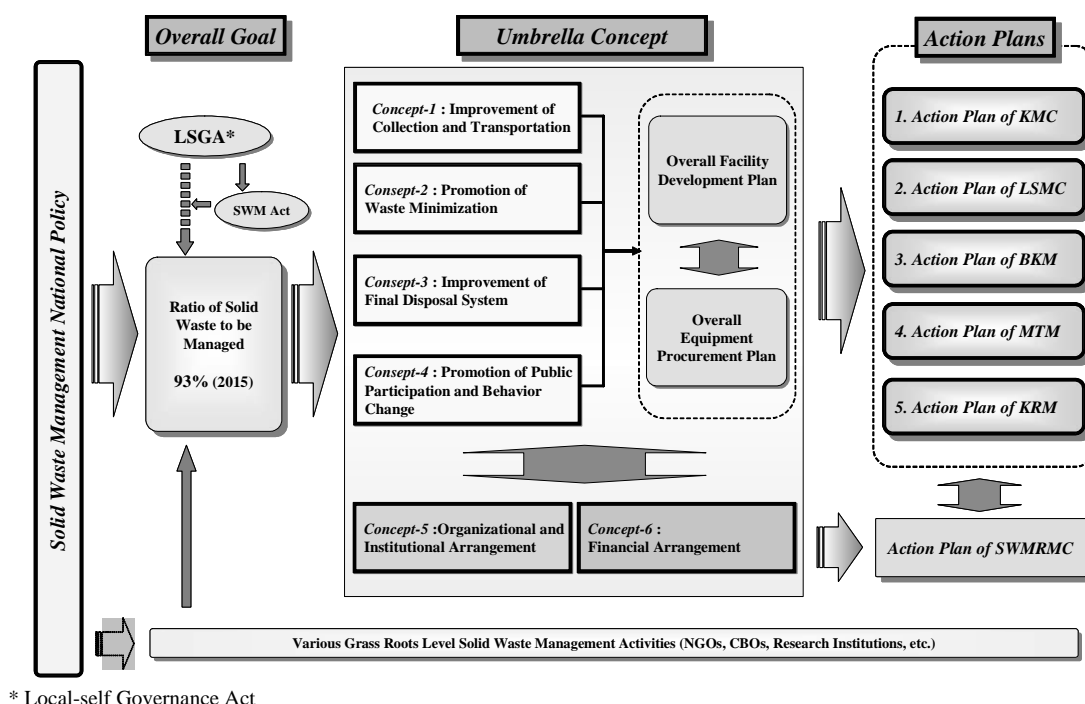 Overall Goal
Umbrella Concept
Action Plans
Solid Waste Management National Policy
LSGA*
SWM Act
Ratio of Solid
Waste to be
Managed
93% (2015)
Concept-1 : Improvement of
Collection and Transportation
Consept-2 : Promotion of
Waste Minimization
Consept-3 : Improvement of
Final Disposal System
Consept-4 : Promotion of Public
Participation and Behavior
Change
Overall Facility
Development Plan
Overall
Equipment
Procurement Plan
Concept-5 :Organizational and
Institutional Arrangement
Concept-6 :
Financial Arrangement
1. Action Plan of KMC
2. Action Plan of LSMC
3. Action Plan of BKM
4. Action Plan of MTM
5. Action Plan of KRM
Action Plan of SWMRMC
Various Grass Roots Level Solid Waste Management Activities (NGOs, CBOs, Research Institutions, etc.)
* Local-self Governance Act